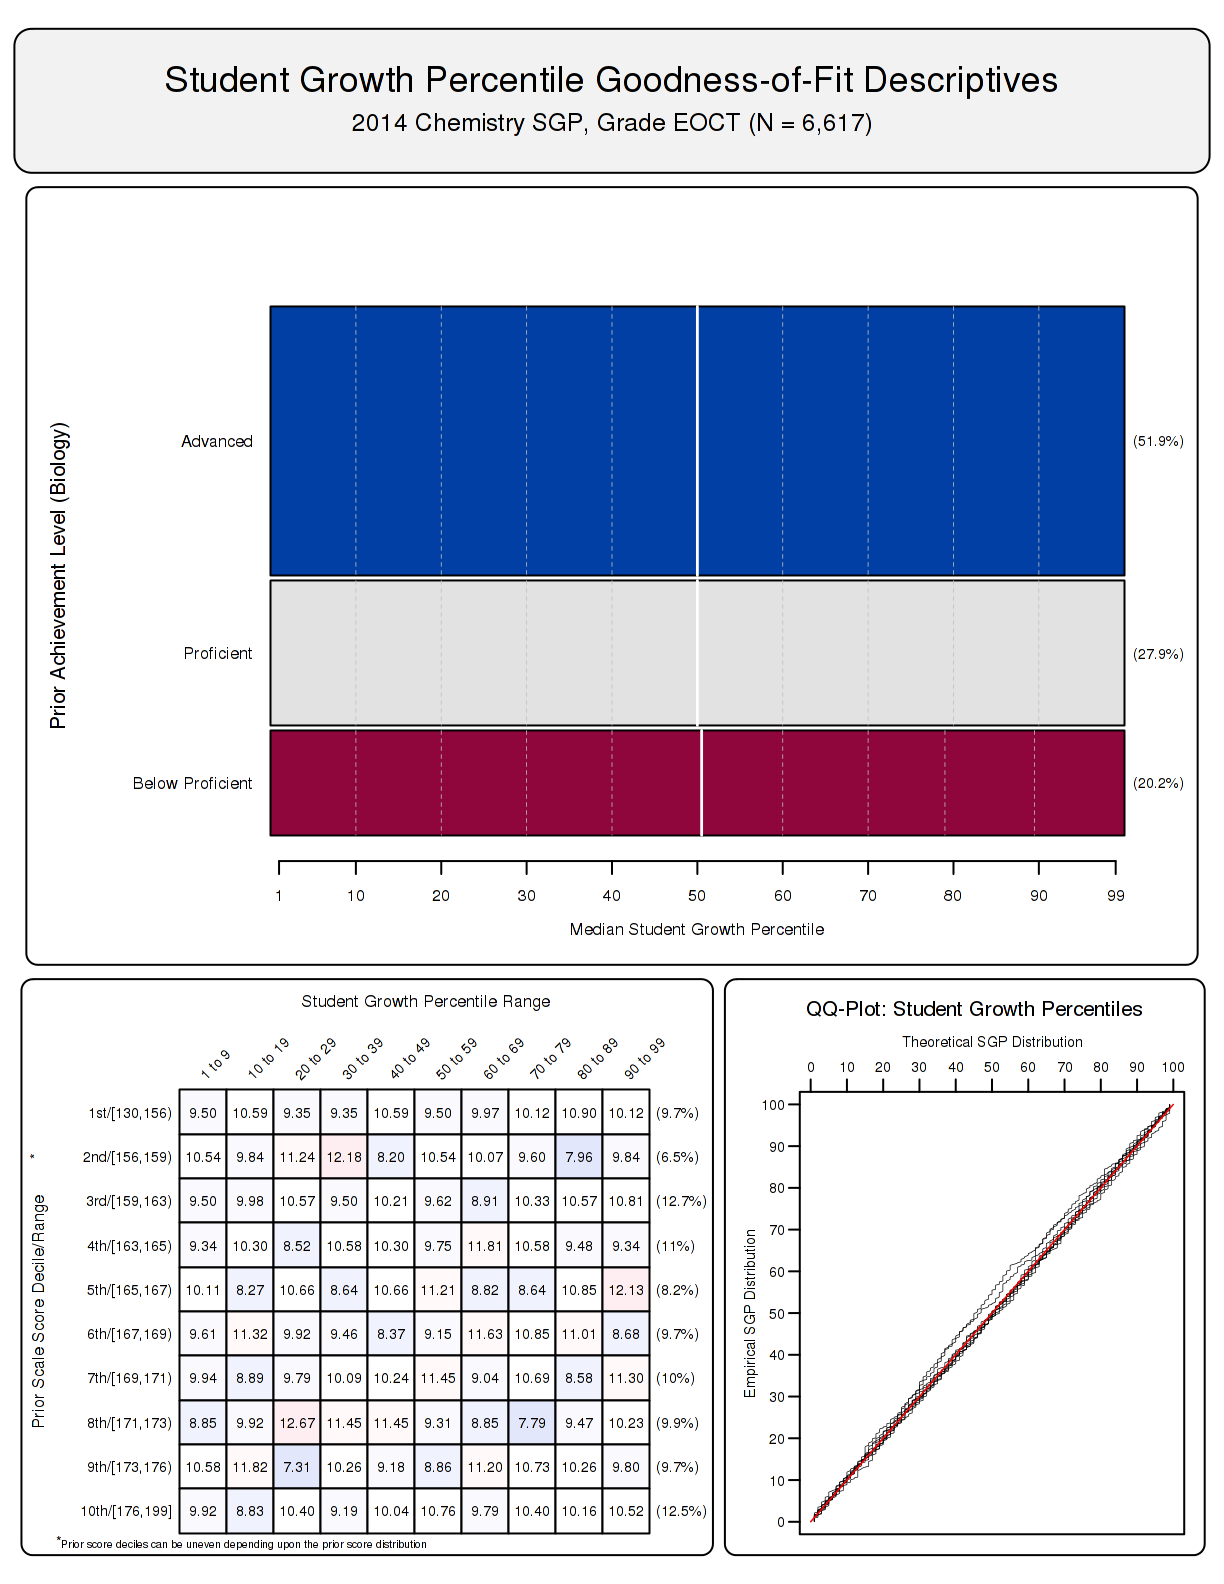 Student Growth Percentile Goodness-of-Fit Descriptives
2014 Chemistry SGP, Grade EOCT (N = 6,617)
Prior Achievement Level (Biology)
Advanced (51.9%)
Proficient (27.9%)
Below Proficient (20.2%)
1 10 20 30 40 50 60 70 80 90 99
Median Student Growth Percentile
Student Growth Percentile Range
1 to 9 10 to 19 20 to 29 30 to 39 40 to 49 50 to 59 60 to 69 70 to 79 80 to 89 90 to 99
* Prior Scale Score Decile/Range
1st/[130,156) 9.50 10.59 9.35 9.35 10.59 9.50 9.97 10.12 10.90 10.12 (9.7%)
2nd/[156,159) 10.54 9.84 11.24 12.18 8.20 10.54 10.07 9.60 7.96 9.84 (6.5%)
3rd/[159,163) 9.50 9.98 10.57 9.50 10.21 9.62 8.91 10.33 10.57 10.81 (12.7%)
4th/[163,165) 9.34 10.30 8.52 10.58 10.30 9.75 11.81 10.58 9.48 9.34 (11%)
5th/[165,167) 10.11 8.27 10.66 8.64 10.66 11.21 8.82 8.64 10.85 12.13 (8.2%)
6th/[167,169) 9.61 11.32 9.92 9.46 8.37 9.15 11.63 10.85 11.01 8.68 (9.7%)
7th/[169,171) 9.94 8.89 9.79 10.09 10.24 11.45 9.04 10.69 8.58 11.30 (10%)
8th/[171,173) 8.85 9.92 12.67 11.45 11.45 9.31 8.85 7.79 9.47 10.23 (9.9%)
9th/[173,176) 10.58 11.82 7.31 10.26 9.18 8.86 11.20 10.73 10.26 9.80 (9.7%)
10th/[176,199] 9.92 8.83 10.40 9.19 10.04 10.76 9.79 10.40 10.16 10.52 (12.5%)
*Prior score deciles can be uneven depending upon the prior score distribution
QQ-Plot: Student Growth Percentiles
Theoretical SGP Distribution
0 10 20 30 40 50 60 70 80 90 100
Empirical SGP Distribution
100
90
80
70
60
50
40
30
20
10
0